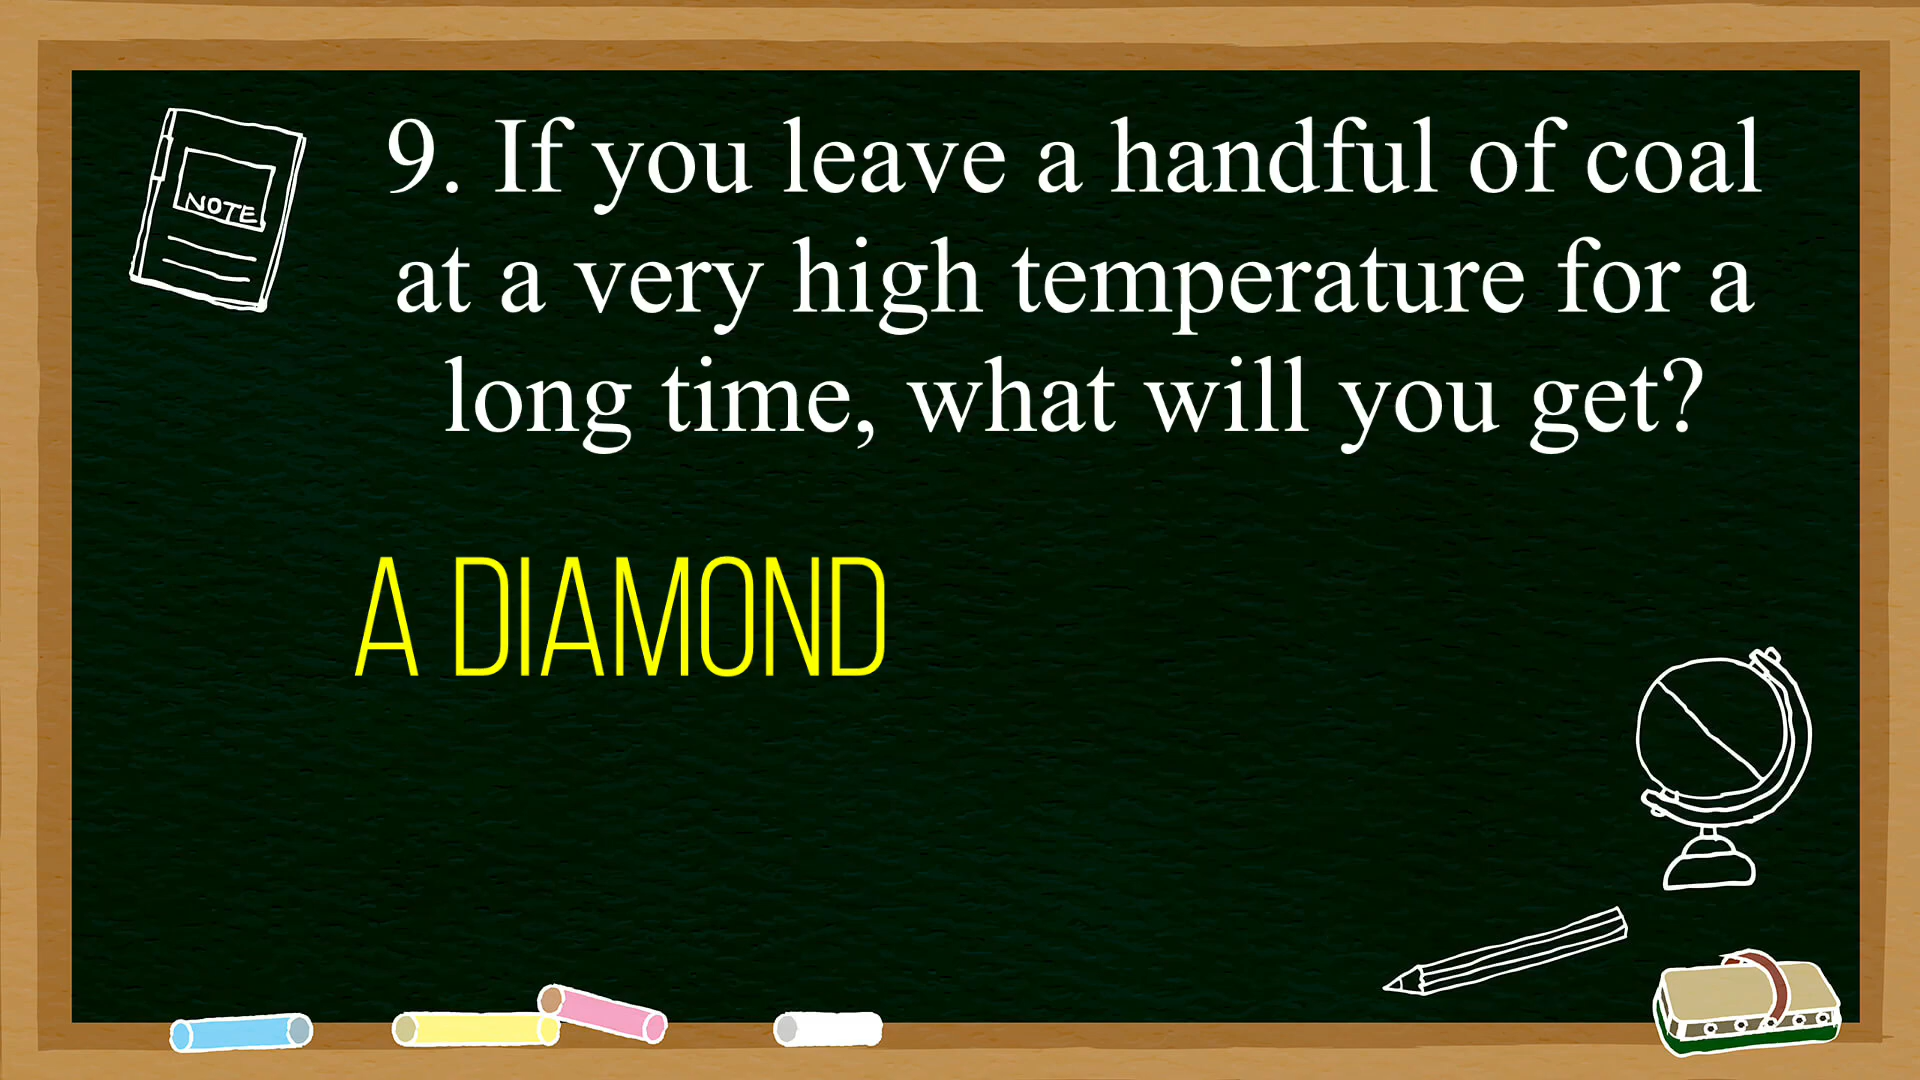 NOTE
9. If you leave a handful of coal
at a very high temperature for a
long time, what will you get?
A DIAMOND